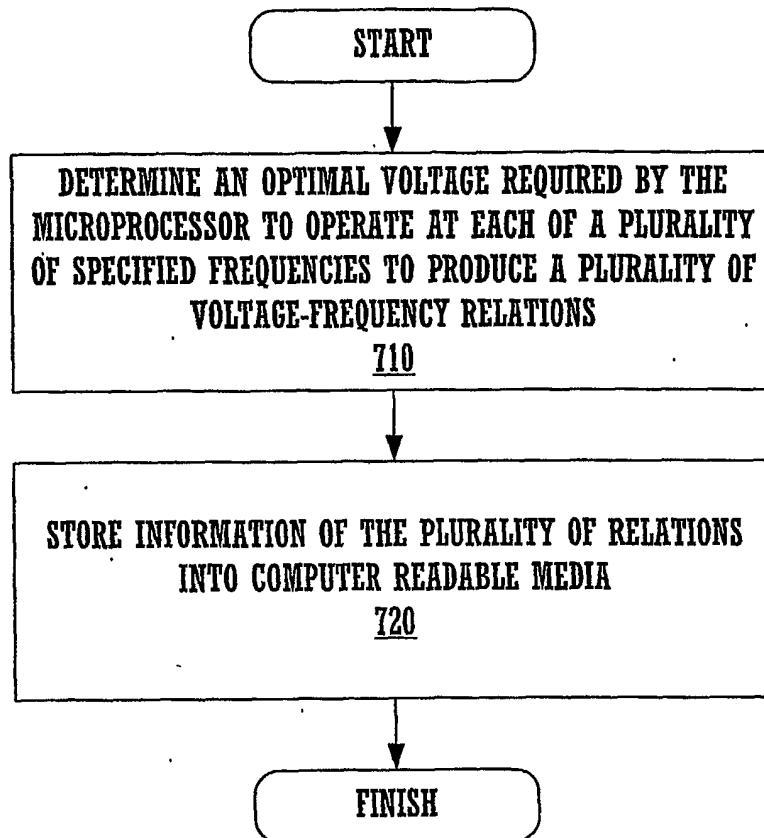 START
DETERMINE AN OPTIMAL VOLTAGE REQUIRED BY THE
MICROPROCESSOR TO OPERATE AT EACH OF A PLURALITY
OF SPECIFIED FREQUENCIES TO PRODUCE A PLURALITY OF
VOLTAGE-FREQUENCY RELATIONS
710
STORE INFORMATION OF THE PLURALITY OF RELATIONS
INTO COMPUTER READABLE MEDIA
720
FINISH